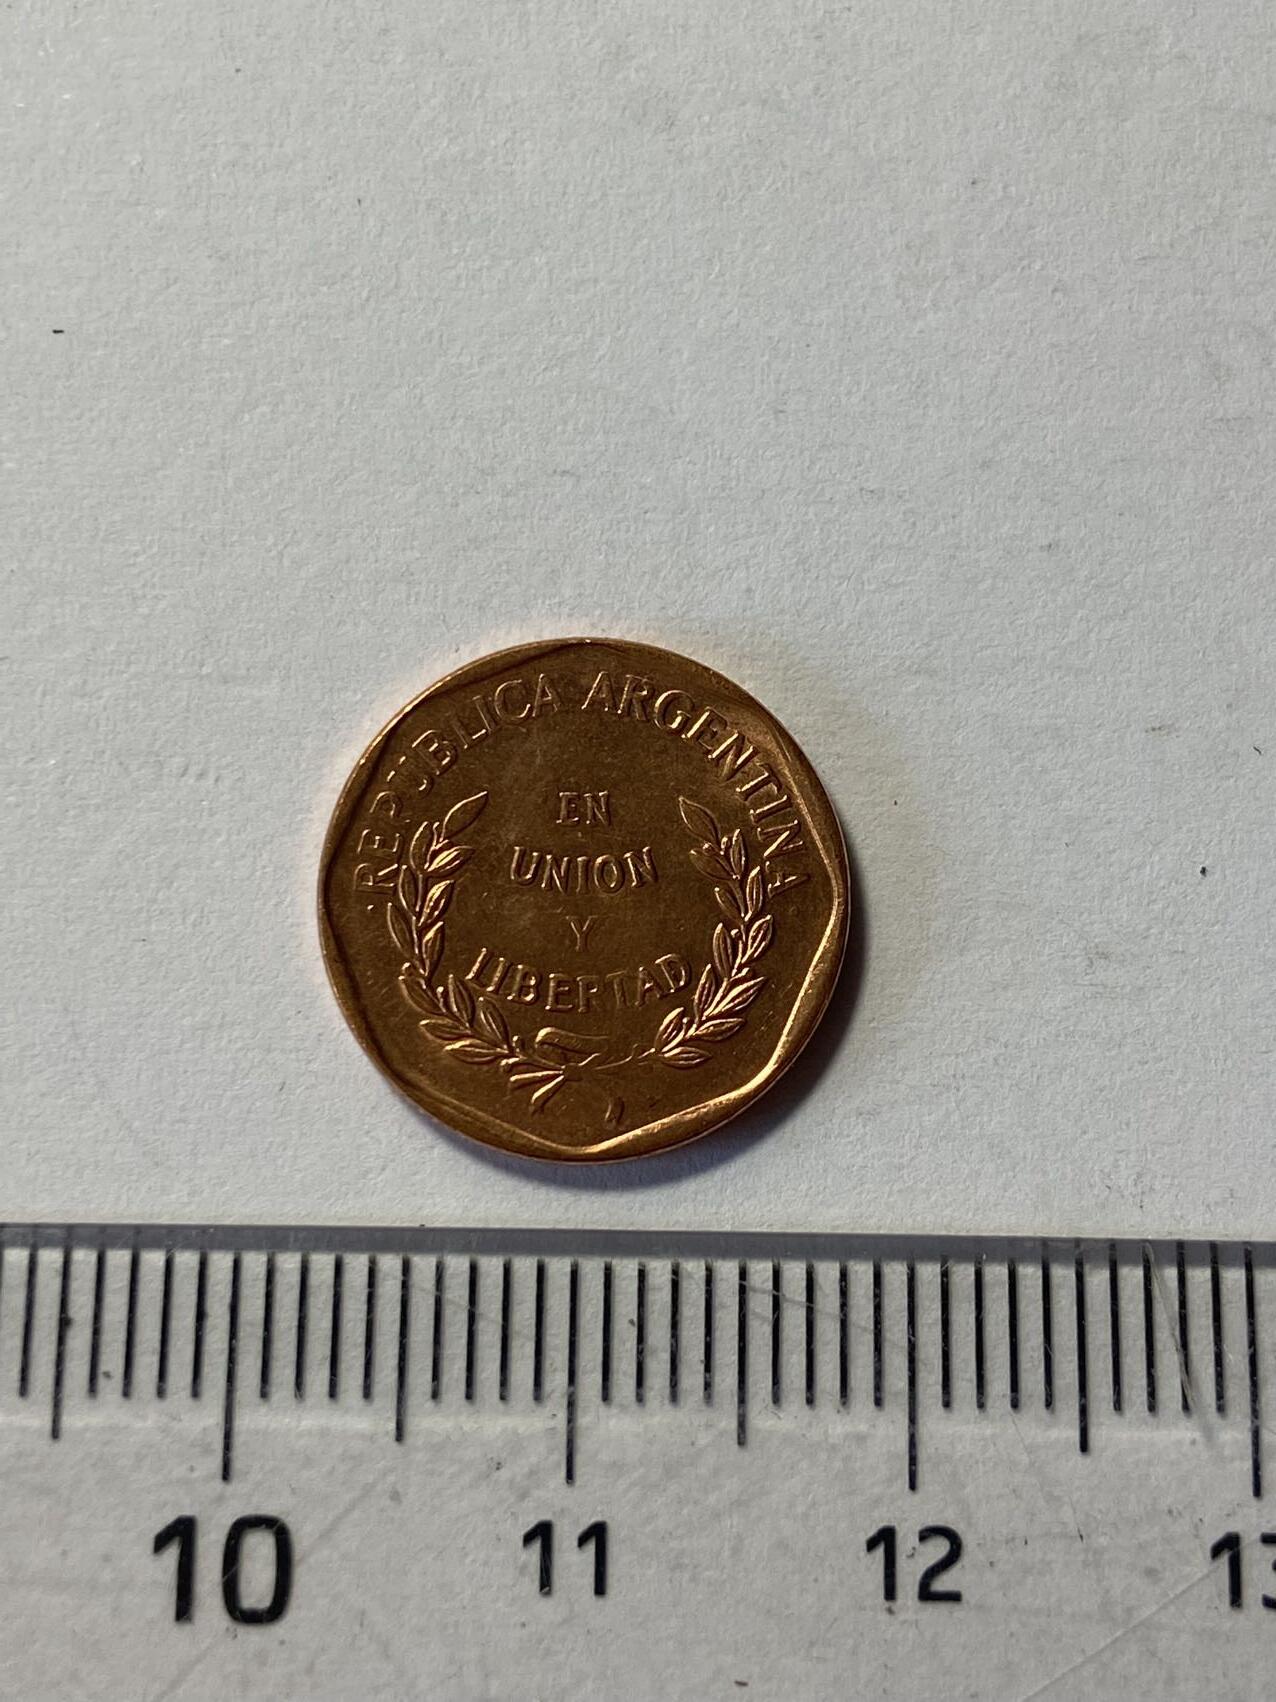 REPUBLICA ARGENTINA
EN
UNION
Y
LIBERTAD
10
11
12